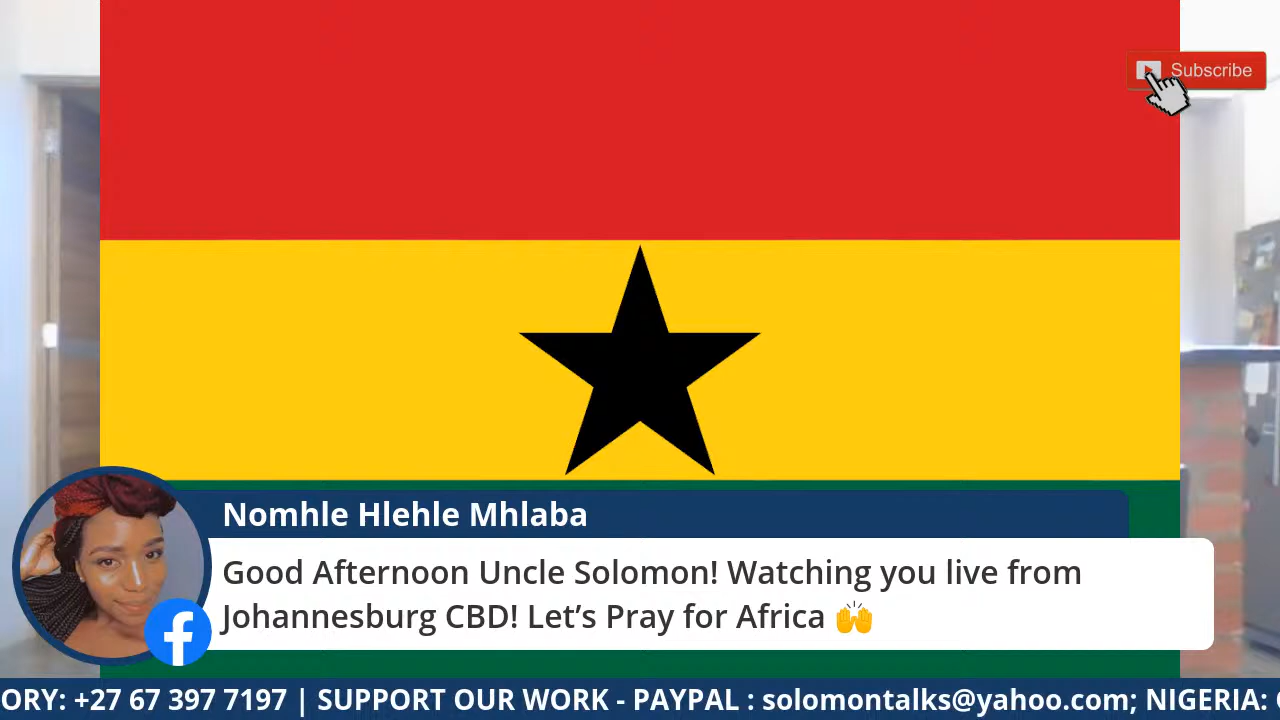 Subscribe
Nomhle Hlehle Mhlaba
Good Afternoon Uncle Solomon! Watching you live from
Johannesburg CBD! Let’s Pray for Africa 🙌
ORY: +27 67 397 7197 | SUPPORT OUR WORK - PAYPAL : solomontalks@yahoo.com; NIGERIA: